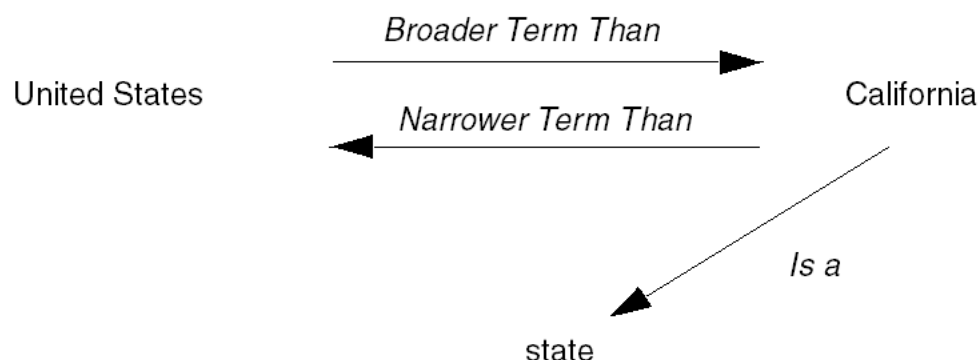 Broader Term Than
United States
California
Narrower Term Than
Is a
state